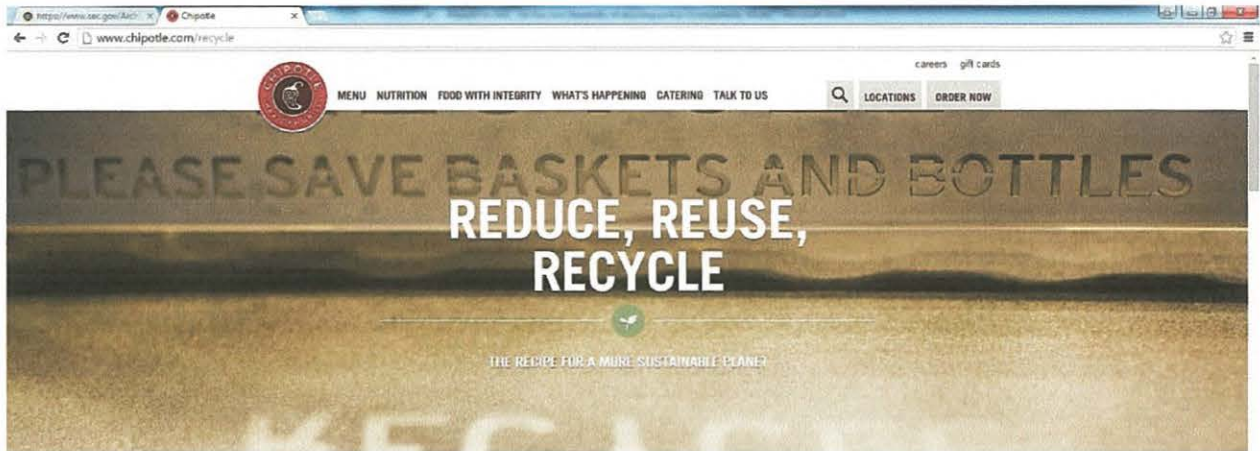 https://www.sec.gov/Arch
Chipotle
www.chipotle.com/recycle
careers gift cards
CHIPOTLE
MENU NUTRITION FOOD WITH INTEGRITY WHAT'S HAPPENING CATERING TALK TO US
LOCATIONS ORDER NOW
PLEASE SAVE BASKETS AND BOTTLES
REDUCE, REUSE,
RECYCLE
THE RECIPE FOR A MORE SUSTAINABLE PLANET